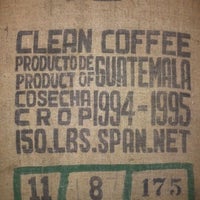 CLEAN COFFEE
PRODUCTO DE
PRODUCT OF GUATEMALA
COSECHA
CROP 1994-1995
150.LBS.SPAN.NET
11 8 175